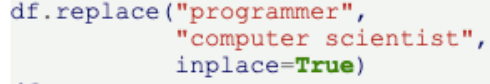 df.replace("programmer",
"computer scientist",
inplace=True)